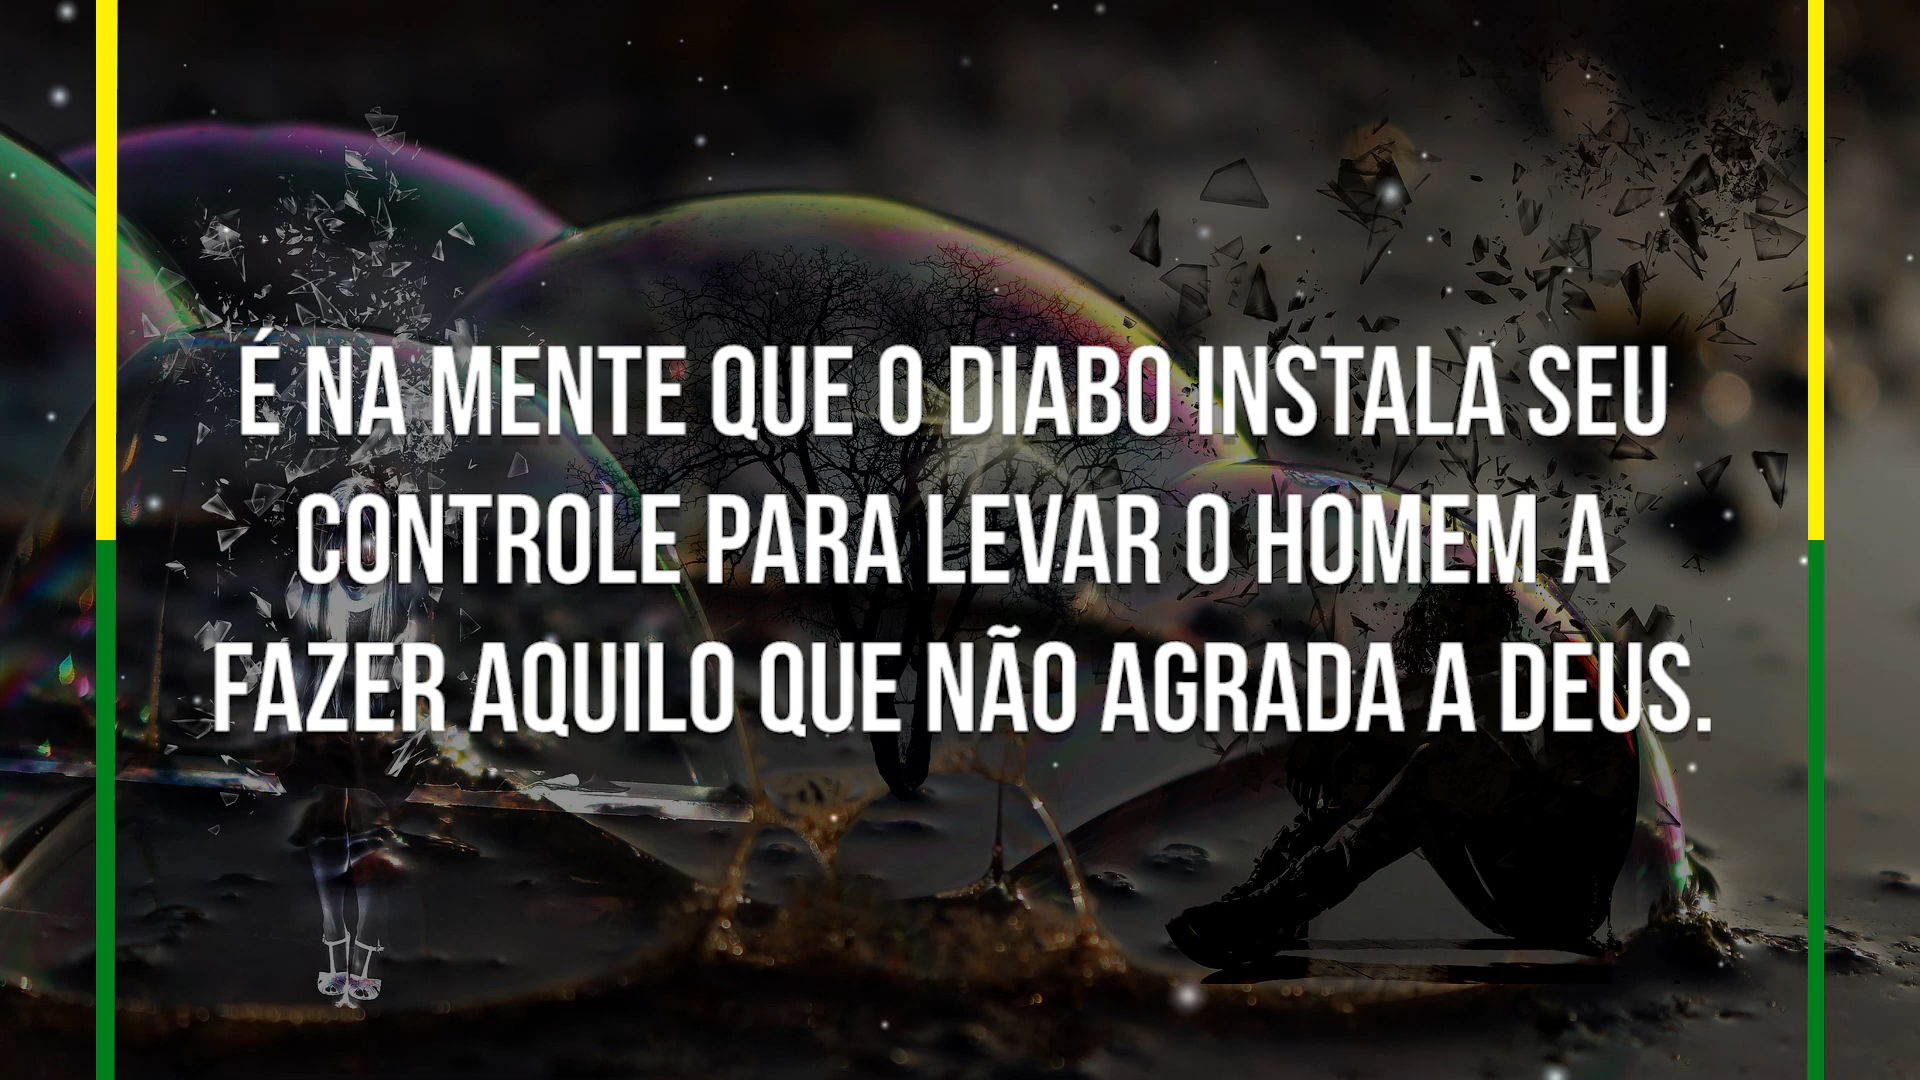 É NA MENTE QUE O DIABO INSTALA SEU
CONTROLE PARA LEVAR O HOMEM A
FAZER AQUILO QUE NÃO AGRADA A DEUS.